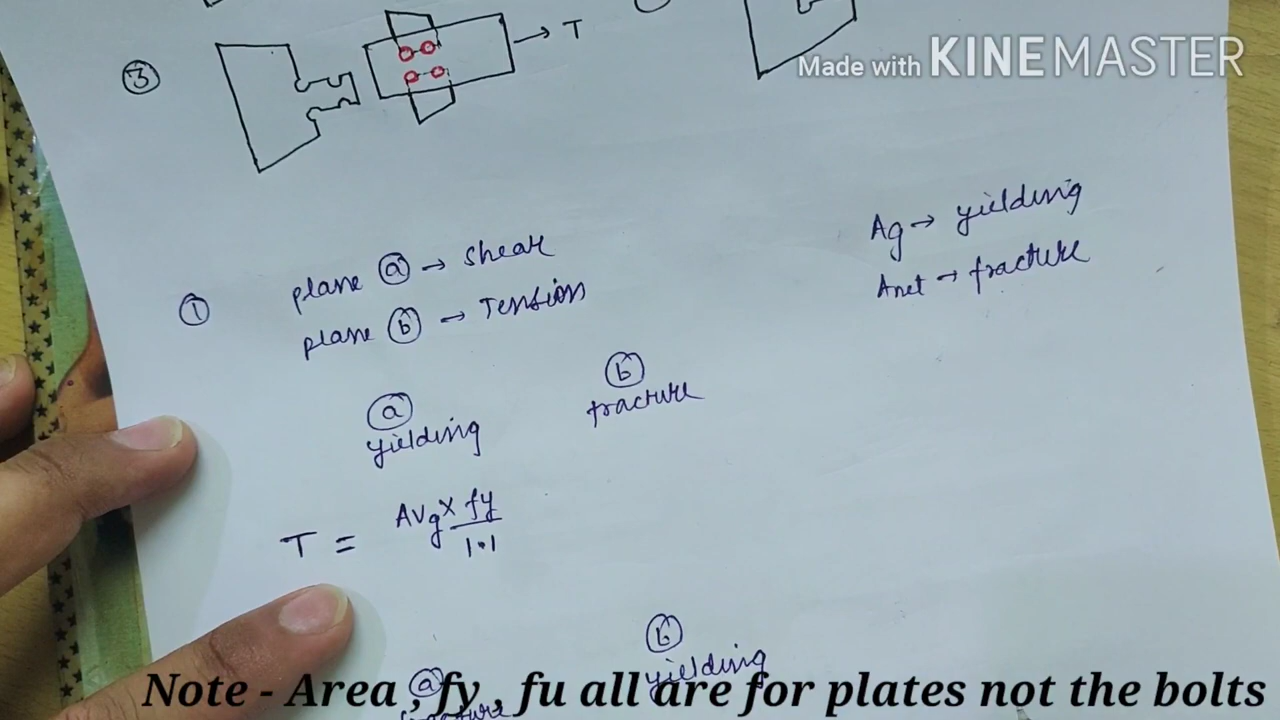 → T
③
Made with KINEMASTER
Ag → yielding
Anet → fracture
① plane ⓐ → shear
plane ⓑ → Tension
ⓐ ⓑ
yielding fracture
T = AVg × fy / 1.1
ⓐ ⓑ
yielding
Note - Area , fy , fu all are for plates not the bolts